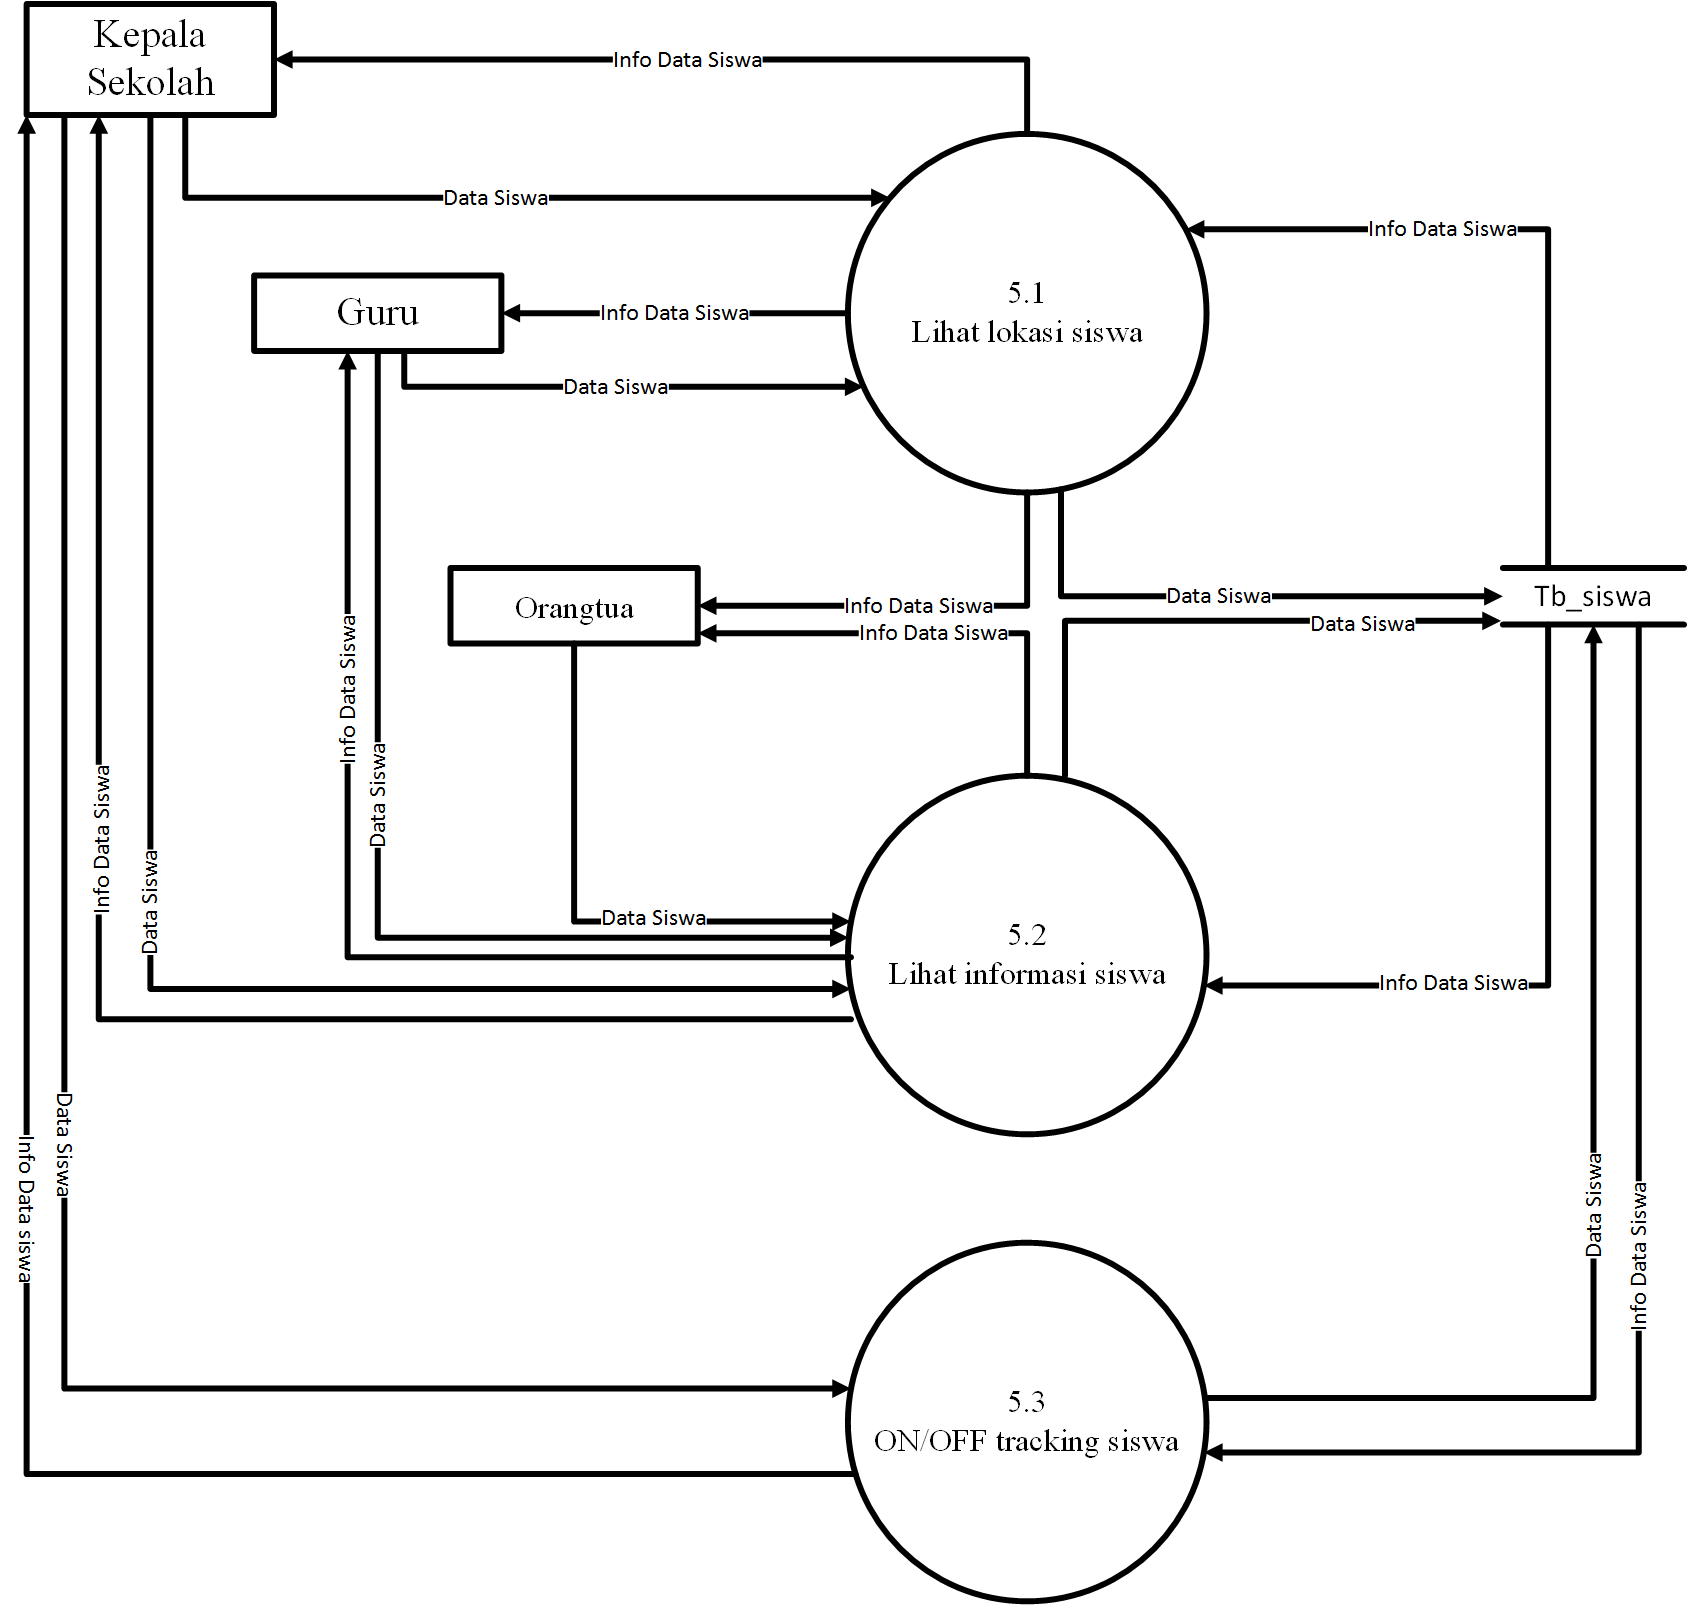 Kepala
Sekolah
Info Data Siswa
Data Siswa
Info Data Siswa
5.1
Lihat lokasi siswa
Guru
Info Data Siswa
Data Siswa
Orangtua
Info Data Siswa
Info Data Siswa
Data Siswa
Data Siswa
Tb_siswa
Info Data Siswa
Data Siswa
Info Data Siswa
Data Siswa
Data Siswa
5.2
Lihat informasi siswa
Info Data Siswa
Data Siswa
Info Data siswa
Data Siswa
Info Data Siswa
5.3
ON/OFF tracking siswa